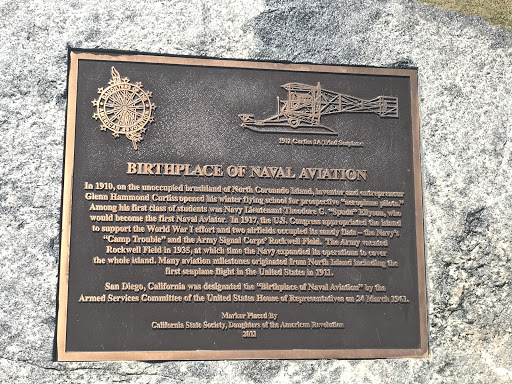 1911 Curtiss
BIRTHPLACE OF NAVAL AVIATION
In 1910, on the unoccupied brushland of North Coronado Island, inventor and entrepreneur
Glenn Hammond Curtiss opened his winter flying school for prospective "aeroplane pilots."
Among his first class of students was Navy Lieutenant Theodore G. "Spuds" Ellyson, who
would become the first Naval Aviator. In 1917, the U.S. Congress appropriated the island
to support the World War I effort and two airfields occupied its sandy flats – the Navy's
"Camp Trouble" and the Army Signal Corps' Rockwell Field. The Army vacated
Rockwell Field in 1935, at which time the Navy expanded its operations to cover
the whole island. Many aviation milestones originated from North Island including the
first seaplane flight in the United States in 1911.
San Diego, California was designated the "Birthplace of Naval Aviation" by the
Armed Services Committee of the United States House of Representatives on 24 March 1961.
Marker Placed By
California State Society, Daughters of the American Revolution